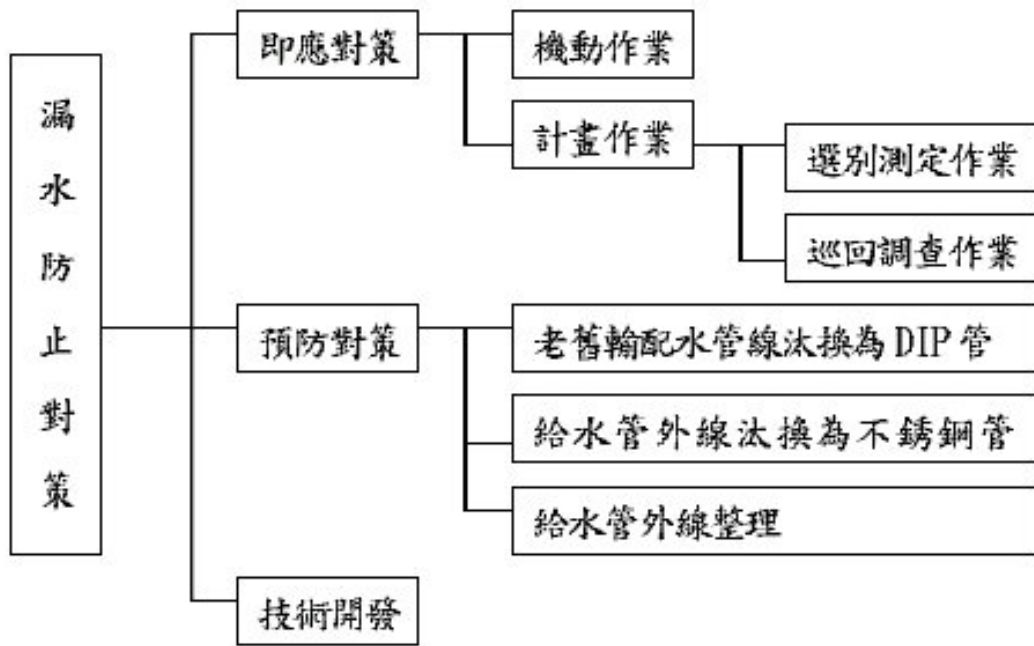 漏水防止對策
即應對策
機動作業
計畫作業
選別測定作業
巡回調查作業
預防對策
老舊輸配水管線汰換為 DIP 管
給水管外線汰換為不銹鋼管
給水管外線整理
技術開發